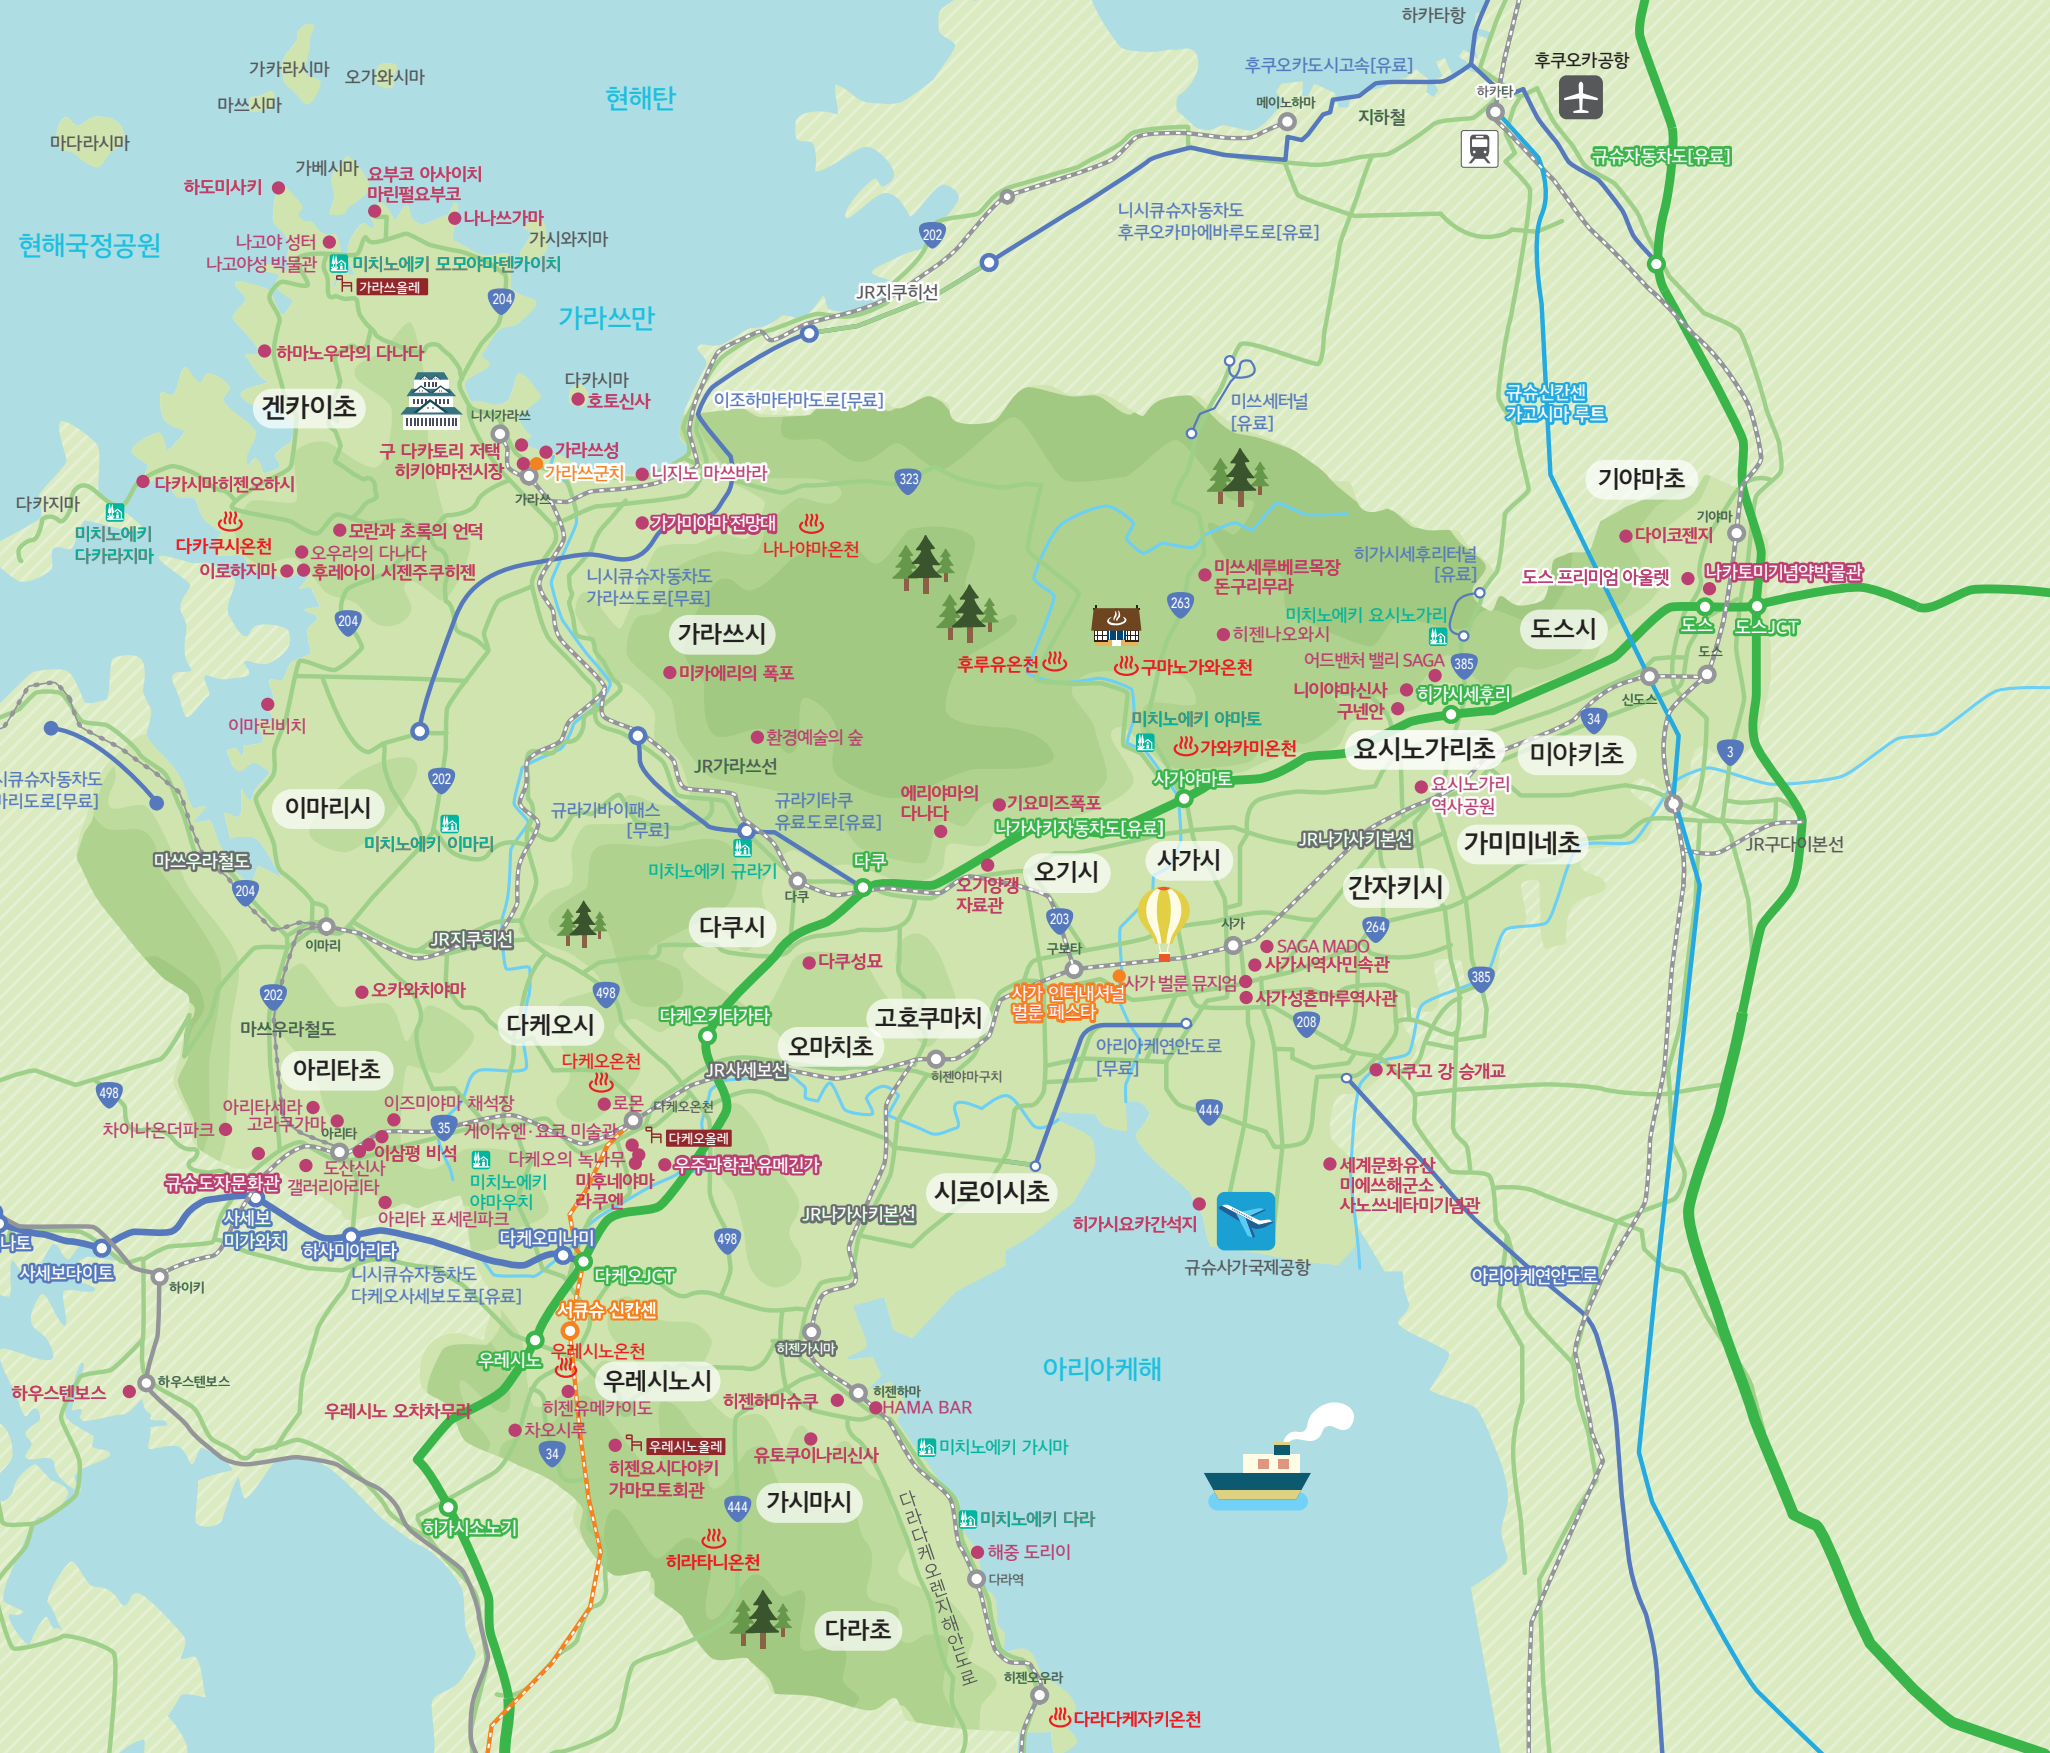 하카타항
후쿠오카공항
가카라시마
오가와시마
후쿠오카도시고속[유료]
현해탄
메이노하마
하카타
마쓰시마
지하철
마다라시마
규슈자동차도[유료]
가베시마
요부코 아사이치
마린펄요부코
하도미사키
나나쓰가마
니시큐슈자동차도
후쿠오카마에바루도로[유료]
현해국정공원
나고야 성터
가시와지마
202
나고야성 박물관
미치노에키 모모야마텐카이치
가라쓰올레
204
JR지쿠히선
가라쓰만
하마노우라의 다나다
다카시마
호토신사
이조하마타마도로[무료]
미쓰세터널
[유료]
규슈신칸센
가고시마 루트
겐카이초
니시가라쓰
구 다카토리 저택
히키야마전시장
가라쓰성
가라쓰군치
니지노 마쓰바라
가라쓰
323
기야마초
다카시마히젠오하시
다카지마
미치노에키
다카라지마
다카쿠시온천
모란과 초록의 언덕
오우라의 다나다
이로하지마
후레아이 시젠주쿠히젠
가가미야마 전망대
나나야마온천
기야마
다이코젠지
히가시세후리터널
[유료]
미쓰세루베르목장
돈구리무라
도스 프리미엄 아울렛
나카토미기념약박물관
니시큐슈자동차도
가라쓰도로[무료]
204
263
미치노에키 요시노가리
가라쓰시
히젠나오와시
도스시
도스
도스JCT
도스
후루유온천
구마노가와온천
어드밴처 밸리 SAGA
385
미카에리의 폭포
니이야마신사
구넨안
히가시세후리
신도스
이마린비치
미치노에키 야마토
가와카미온천
34
환경예술의 숲
요시노가리초
미야키초
3
JR가라쓰선
사가야마토
시큐슈자동차도
마리도로[무료]
202
요시노가리
역사공원
이마리시
규라기바이패스
[무료]
규라기타쿠
유료도로[유료]
에리야마의
다나다
기요미즈폭포
나가사키자동차도[유료]
JR나가사키본선
가미미네초
JR구다이본선
미치노에키 이마리
미치노에키 규라기
다쿠
마쓰우라철도
오기시
사가시
간자키시
204
다쿠
오기양갱
자료관
203
264
다쿠시
사가
이마리
JR지쿠히선
구보타
SAGA MADO
사가시역사민속관
다쿠성묘
사가 벌룬 뮤지엄
385
202
오카와치야마
498
사가 인터내셔널
벌룬 페스타
사가성혼마루역사관
마쓰우라철도
다케오시
다케오키타가타
고호쿠마치
208
오마치초
아리아케연안도로
[무료]
아리타초
다케오온천
JR사세보선
히젠야마구치
지쿠고 강 승개교
498
아리타세라
이즈미야마 채석장
로몬
다케오온천
444
차이나온더파크
고라쿠가마
아리타
35
게이슈엔·요코 미술관
다케오올레
이삼평 비석
다케오의 녹나무
우주과학관 유메긴가
도산신사
규슈도자문화관
갤러리아리타
미치노에키
야마우치
미후네야마
라쿠엔
세계문화유산
미에쓰해군소·
사노쓰네타미기념관
시로이시초
사세보
미가와치
아리타 포세린파크
JR나가사키본선
히가시요카간석지
나토
하사미아리타
다케오미나미
498
사세보다이토
니시큐슈자동차도
다케오사세보도로[유료]
다케오JCT
규슈사가국제공항
아리아케연안도로
하이키
서큐슈 신칸센
우레시노
우레시노온천
히젠가시마
아리아케해
하우스텐보스
하우스텐보스
우레시노시
히젠하마슈쿠
히젠하마
HAMA BAR
우레시노 오차차무라
히젠유메카이도
차오시루
34
우레시노올레
히젠요시다야키
가마모토회관
유토쿠이나리신사
미치노에키 가시마
444
가시마시
히가시소노기
다라다케오렌지해안도로
미치노에키 다라
해중 도리이
히라타니온천
다라역
다라초
히젠오우라
다라다케자키온천